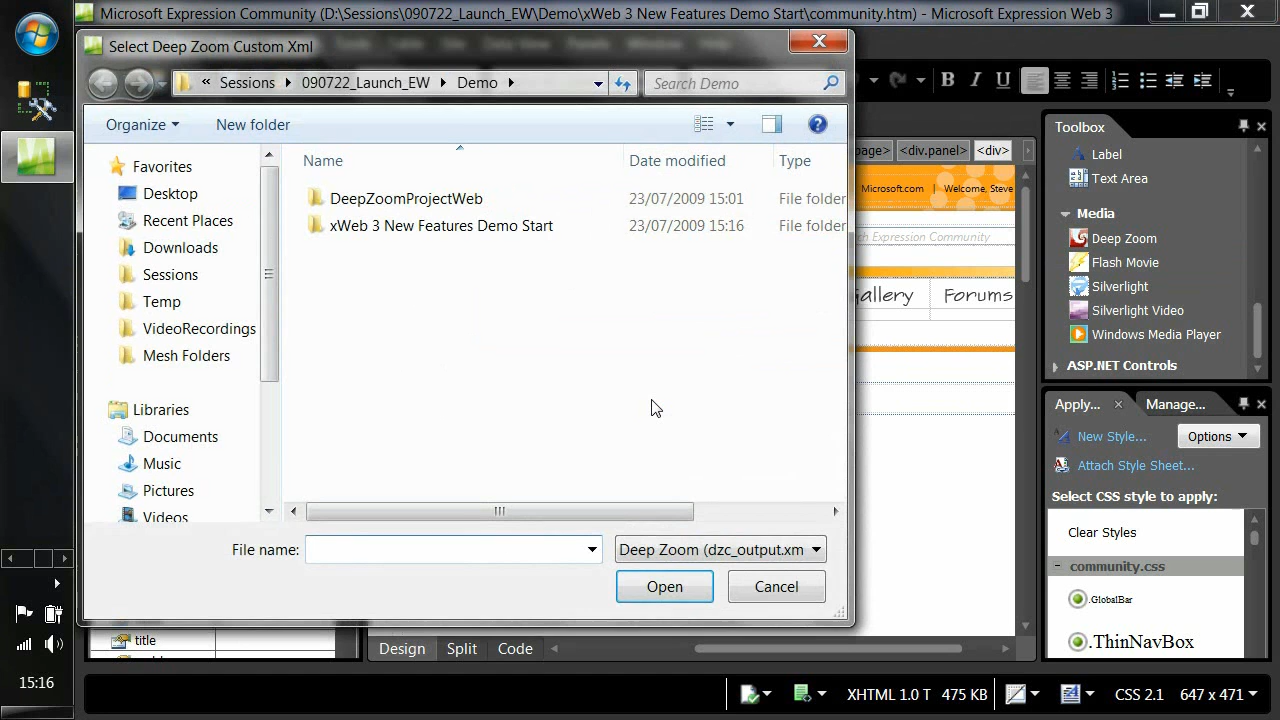 Microsoft Expression Community (D:\Sessions\090722_Launch_EW\Demo\xWeb 3 New Features Demo Start\community.htm) - Microsoft Expression Web 3
Select Deep Zoom Custom Xml
« Sessions Demo 090722_Launch_EW Demo
Search Demo
B I U
Organize New folder
Name Date modified Type
DeepZoomProjectWeb 23/07/2009 15:01 File folder
xWeb 3 New Features Demo Start 23/07/2009 15:16 File folder
Favorites
Desktop
Recent Places
Downloads
Sessions
Temp
VideoRecordings
Mesh Folders
Libraries
Documents
Music
Pictures
Videos
File name:
Deep Zoom (dzc_output.xm
Open Cancel
page> <div.panel> <div>
Microsoft.com | Welcome, Steve
ch Expression Community
Gallery Forums
Toolbox
Label
Text Area
Media
Deep Zoom
Flash Movie
Silverlight
Silverlight Video
Windows Media Player
ASP.NET Controls
Apply... Manage...
New Style... Options
Attach Style Sheet...
Select CSS style to apply:
Clear Styles
community.css
.GlobalBar
.ThinNavBox
title
Design Split Code
15:16
XHTML 1.0 T 475 KB CSS 2.1 647 x 471